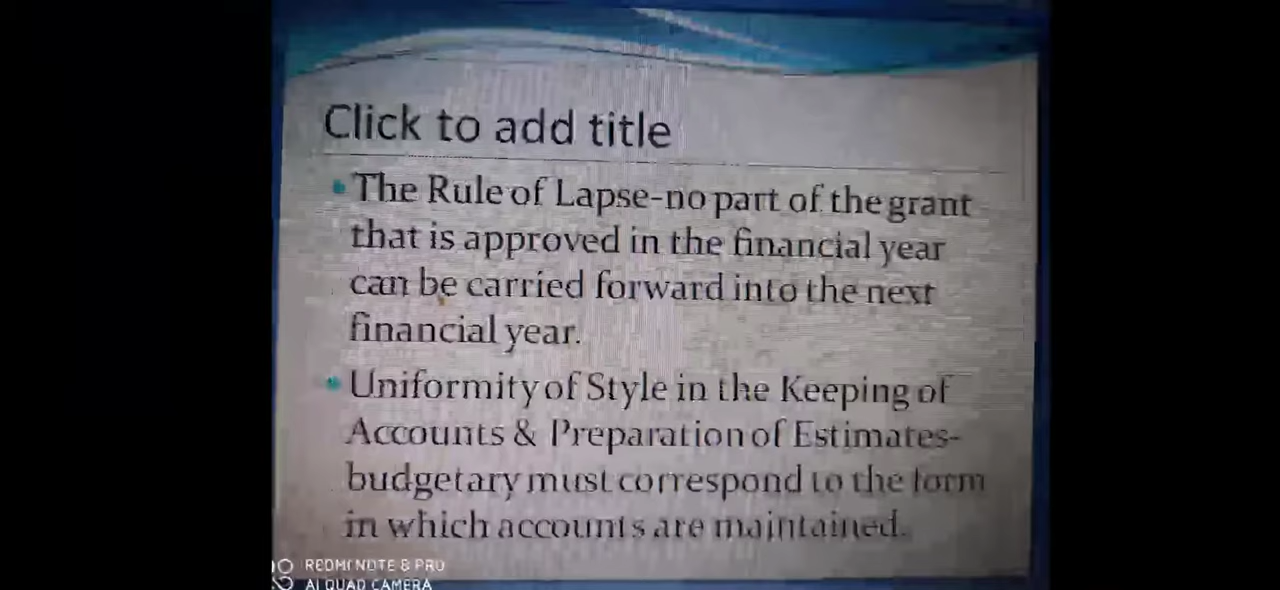 Click to add title
The Rule of Lapse-no part of the grant
that is approved in the financial year
can be carried forward into the next
financial year.
Uniformity of Style in the Keeping of
Accounts & Preparation of Estimates-
budgetary must correspond to the form
in which accounts are maintained.
REDMI NOTE 8 PRO
AI QUAD CAMERA